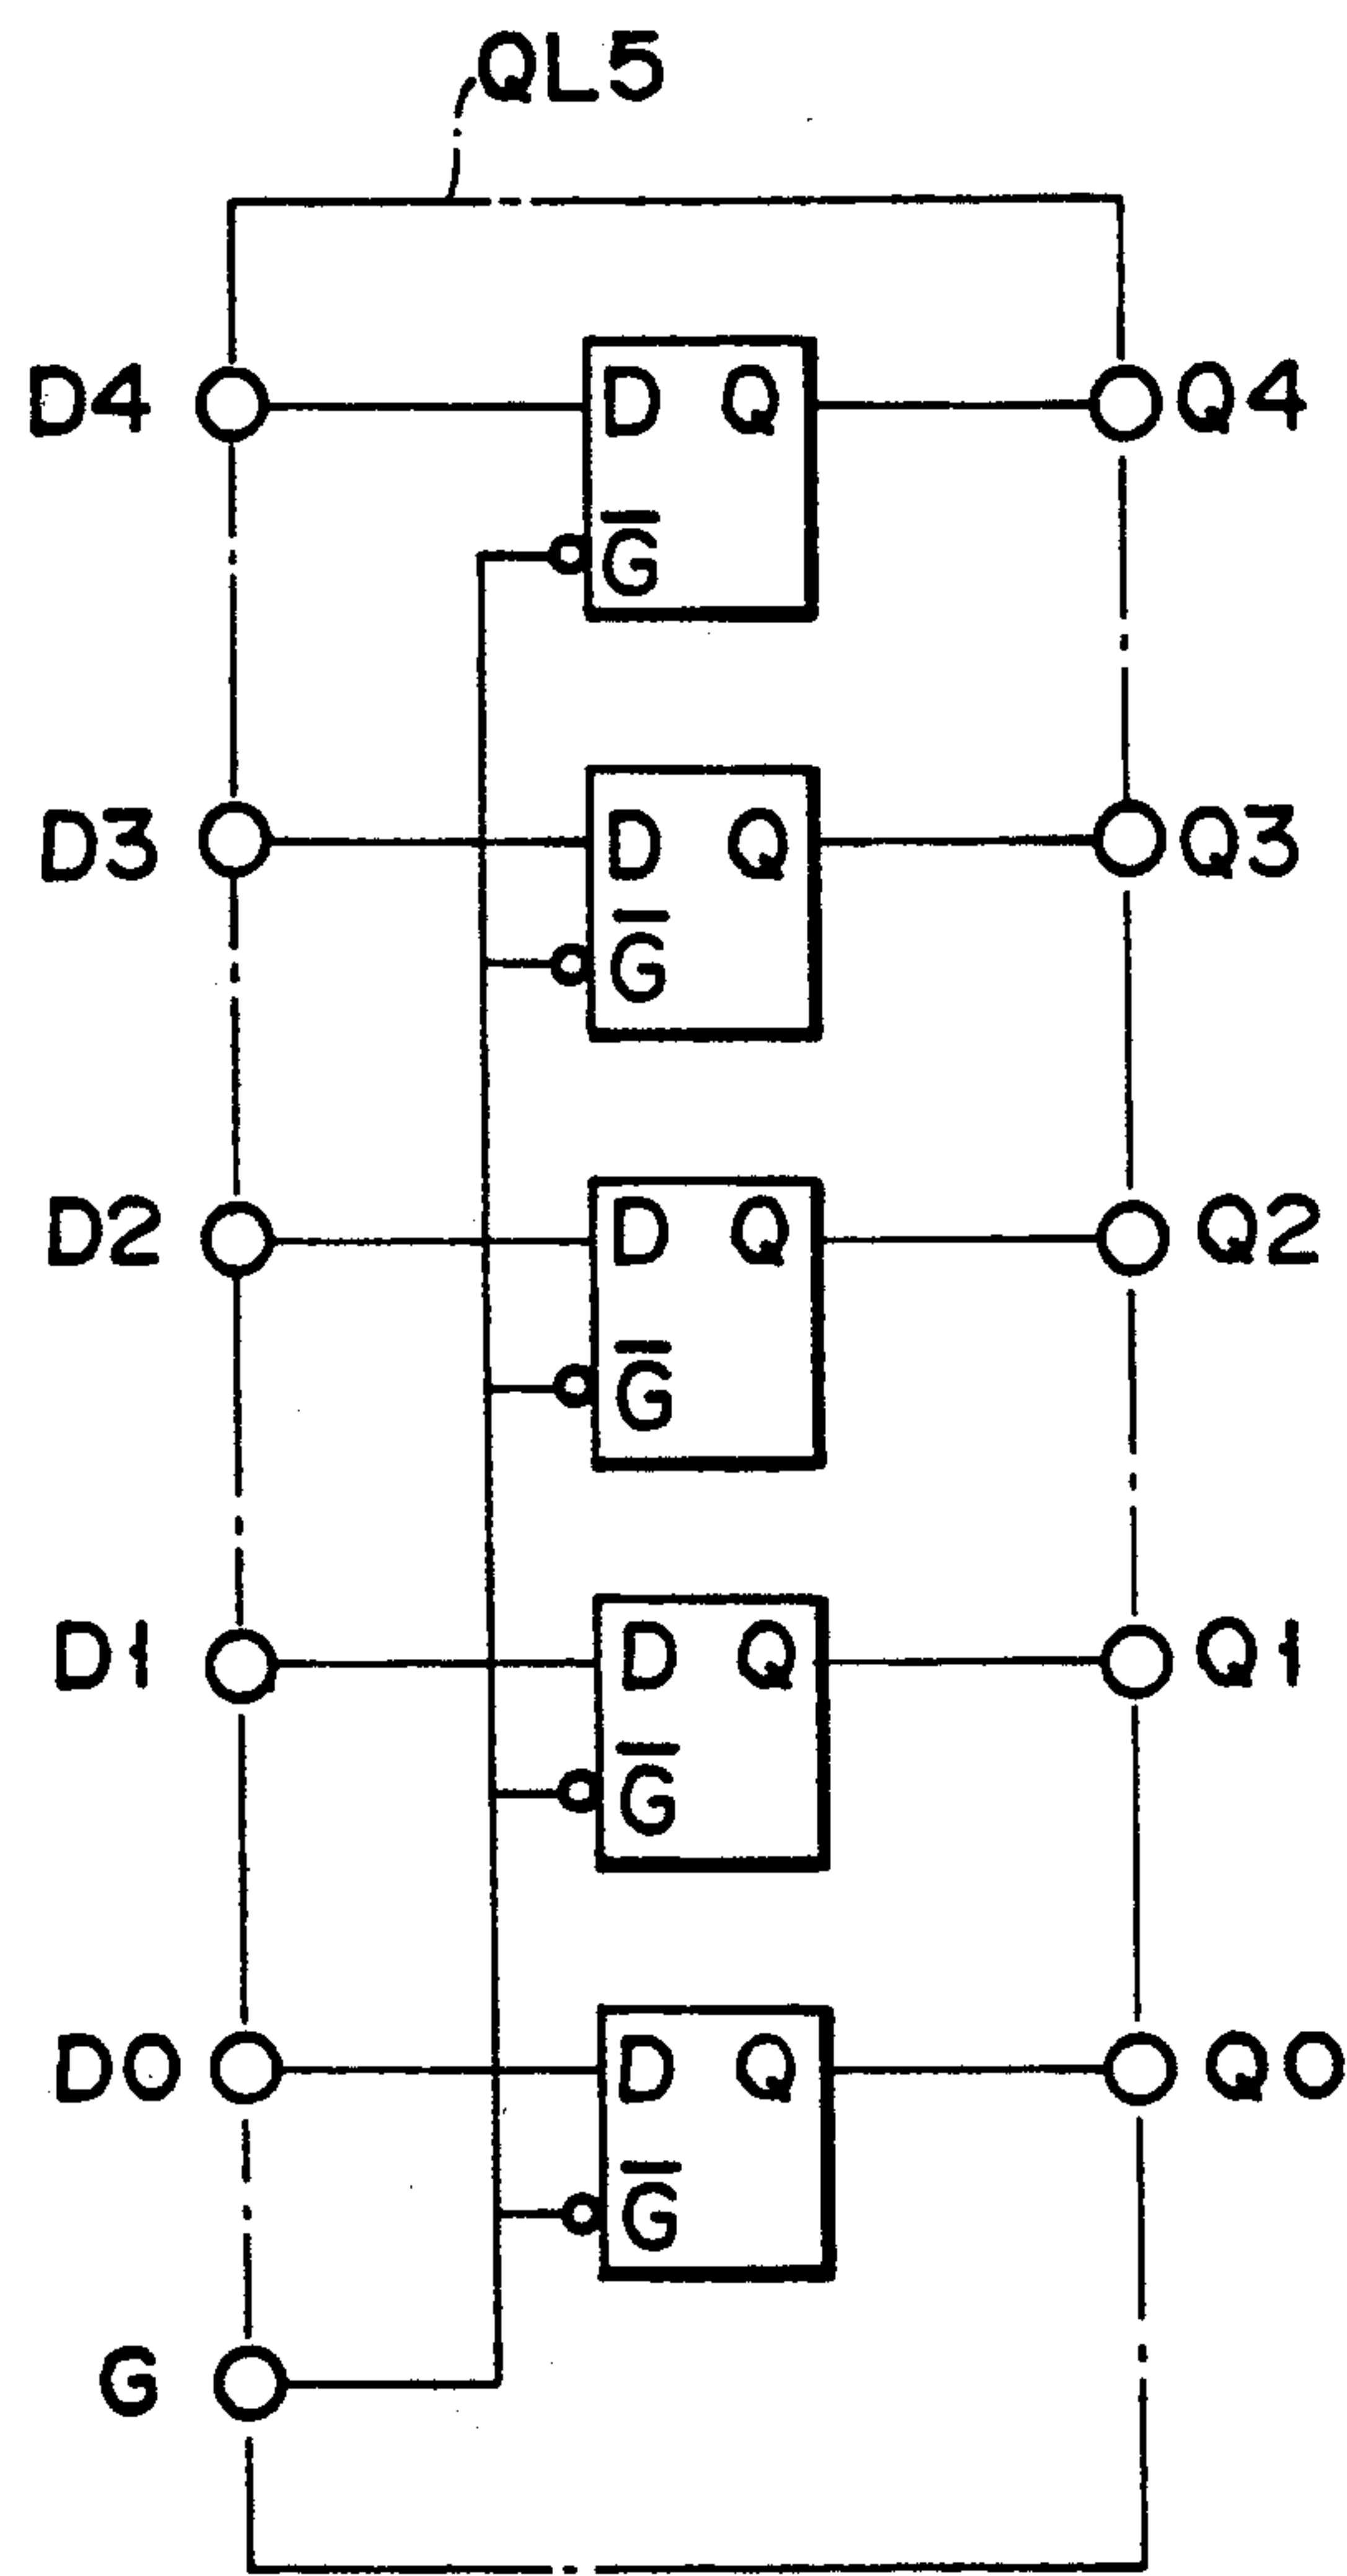 QL5
D4 D Q Q4
G̅
D3 D Q Q3
G̅
D2 D Q Q2
G̅
D1 D Q Q1
G̅
D0 D Q Q0
G̅
G